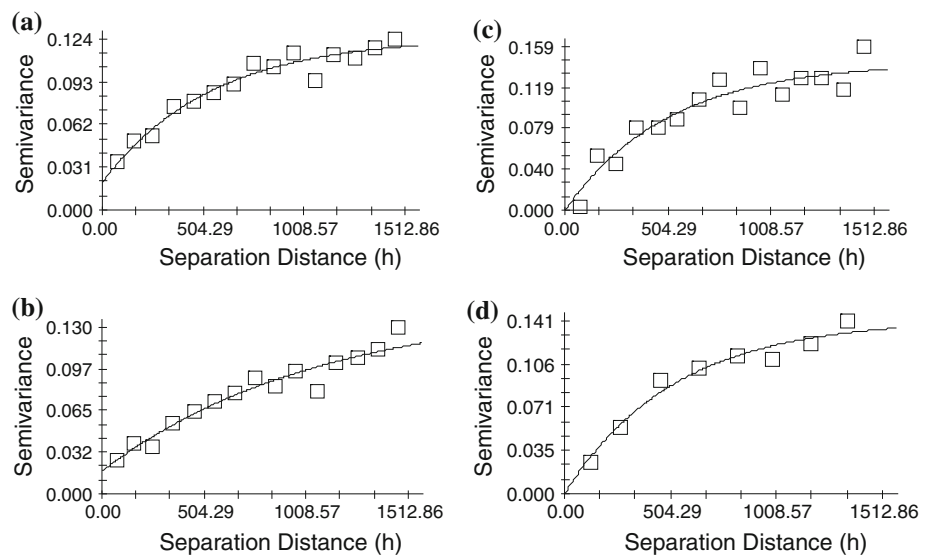 (a)
Semivariance
0.124
0.093
0.062
0.031
0.000
0.00 504.29 1008.57 1512.86
Separation Distance (h)
(c)
Semivariance
0.159
0.119
0.079
0.040
0.000
0.00 504.29 1008.57 1512.86
Separation Distance (h)
(b)
Semivariance
0.130
0.097
0.065
0.032
0.000
0.00 504.29 1008.57 1512.86
Separation Distance (h)
(d)
Semivariance
0.141
0.106
0.071
0.035
0.000
0.00 504.29 1008.57 1512.86
Separation Distance (h)